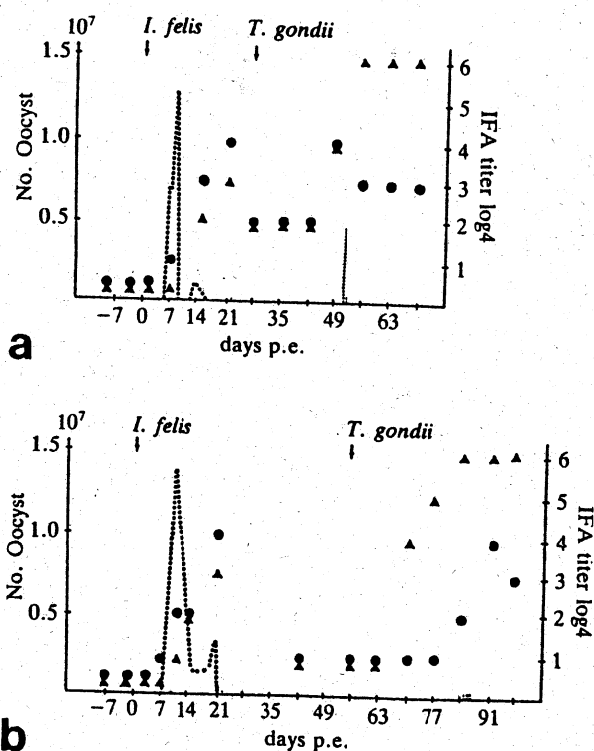 10⁷
I. felis
T. gondii
1.5
1.0
0.5
No. Oocyst
6
5
4
3
2
1
IFA titer log4
−7 0 7 14 21 35 49 63
days p.e.
a
10⁷
I. felis
T. gondii
1.5
1.0
0.5
No. Oocyst
6
5
4
3
2
1
IFA titer log4
−7 0 7 14 21 35 49 63 77 91
days p.e.
b